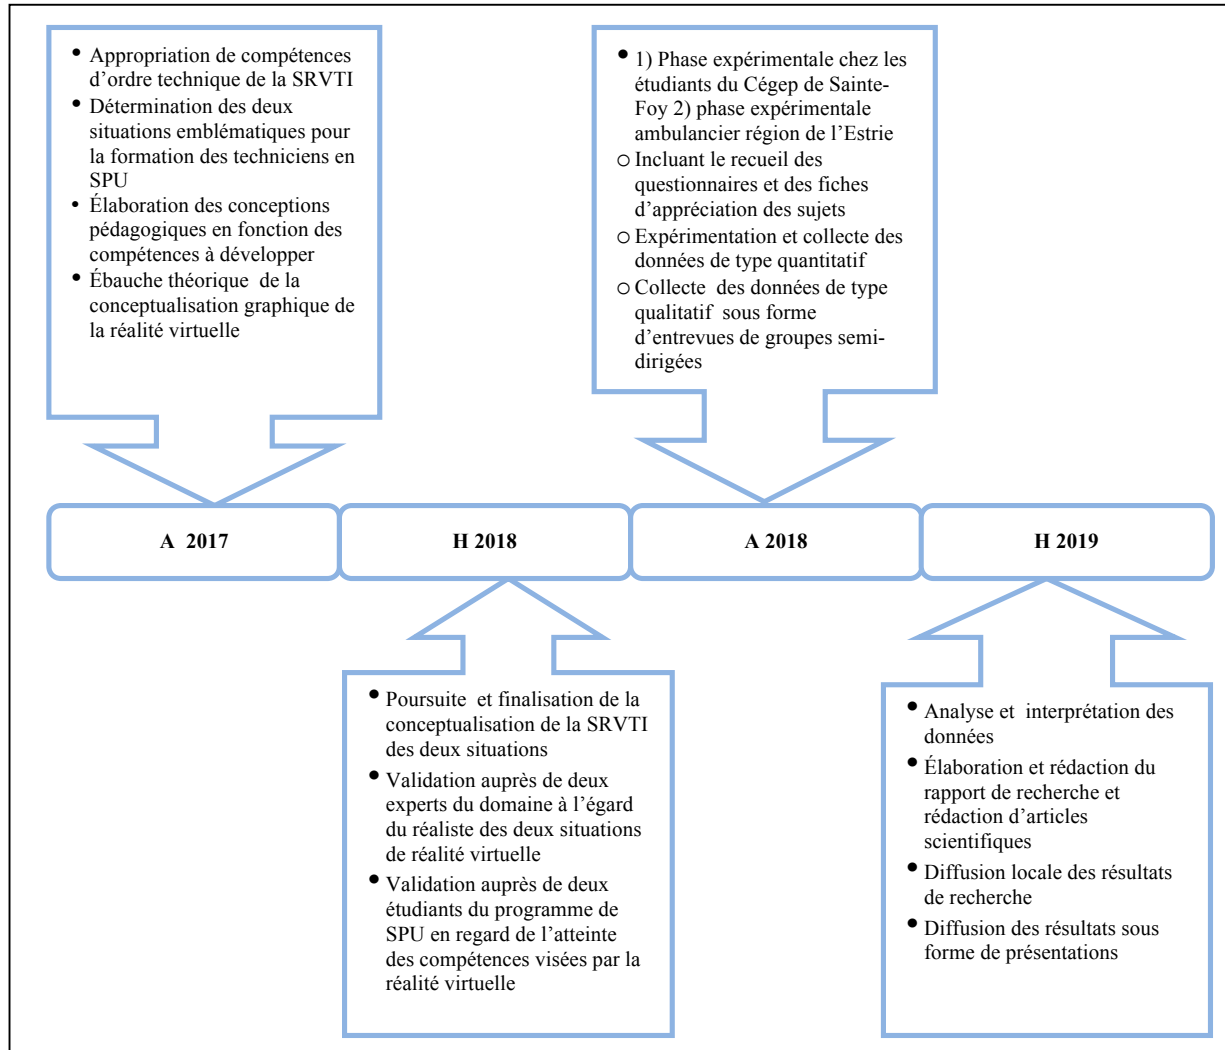 • Appropriation de compétences
d’ordre technique de la SRVTI
• Détermination des deux
situations emblématiques pour
la formation des techniciens en
SPU
• Élaboration des conceptions
pédagogiques en fonction des
compétences à développer
• Ébauche théorique de la
conceptualisation graphique de
la réalité virtuelle
• 1) Phase expérimentale chez les
étudiants du Cégep de Sainte-
Foy 2) phase expérimentale
ambulancier région de l’Estrie
o Incluant le recueil des
questionnaires et des fiches
d’appréciation des sujets
o Expérimentation et collecte des
données de type quantitatif
o Collecte des données de type
qualitatif sous forme
d’entrevues de groupes semi-
dirigées
A 2017
H 2018
A 2018
H 2019
• Poursuite et finalisation de la
conceptualisation de la SRVTI
des deux situations
• Validation auprès de deux
experts du domaine à l’égard
du réaliste des deux situations
de réalité virtuelle
• Validation auprès de deux
étudiants du programme de
SPU en regard de l’atteinte
des compétences visées par la
réalité virtuelle
• Analyse et interprétation des
données
• Élaboration et rédaction du
rapport de recherche et
rédaction d’articles
scientifiques
• Diffusion locale des résultats
de recherche
• Diffusion des résultats sous
forme de présentations